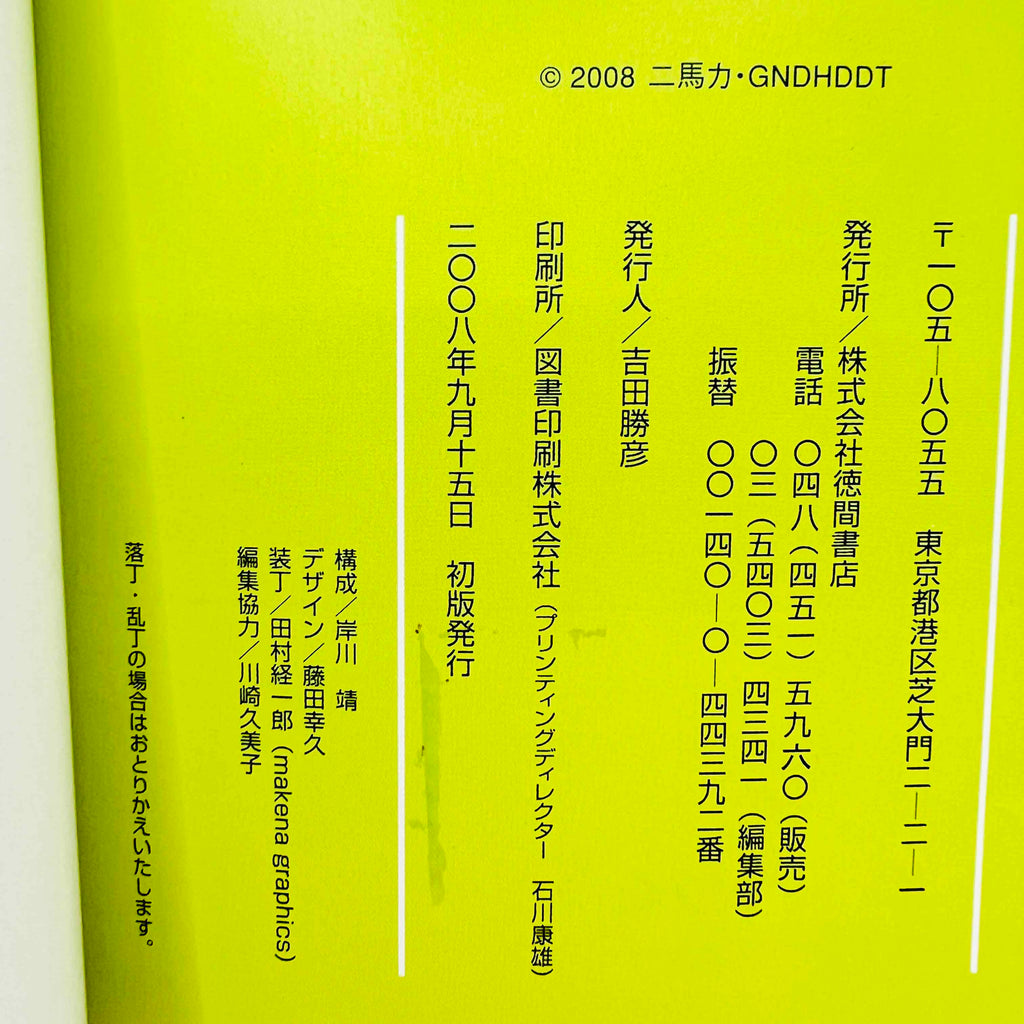 © 2008 二馬力・GNDHDDT
〒一〇五―八〇五五　東京都港区芝大門二―二―一
発行所／株式会社徳間書店
電話　〇四八（四五一）五九六〇（販売）
〇三（五四〇三）四三四一（編集部）
振替　〇〇一四〇―〇―四四三九二番
発行人／吉田勝彦
印刷所／図書印刷株式会社（プリンティングディレクター　石川康雄）
二〇〇八年九月十五日　初版発行
構成／岸川　靖
デザイン／藤田幸久
装丁／田村経一郎（makena graphics）
編集協力／川崎久美子
落丁・乱丁の場合はおとりかえいたします。